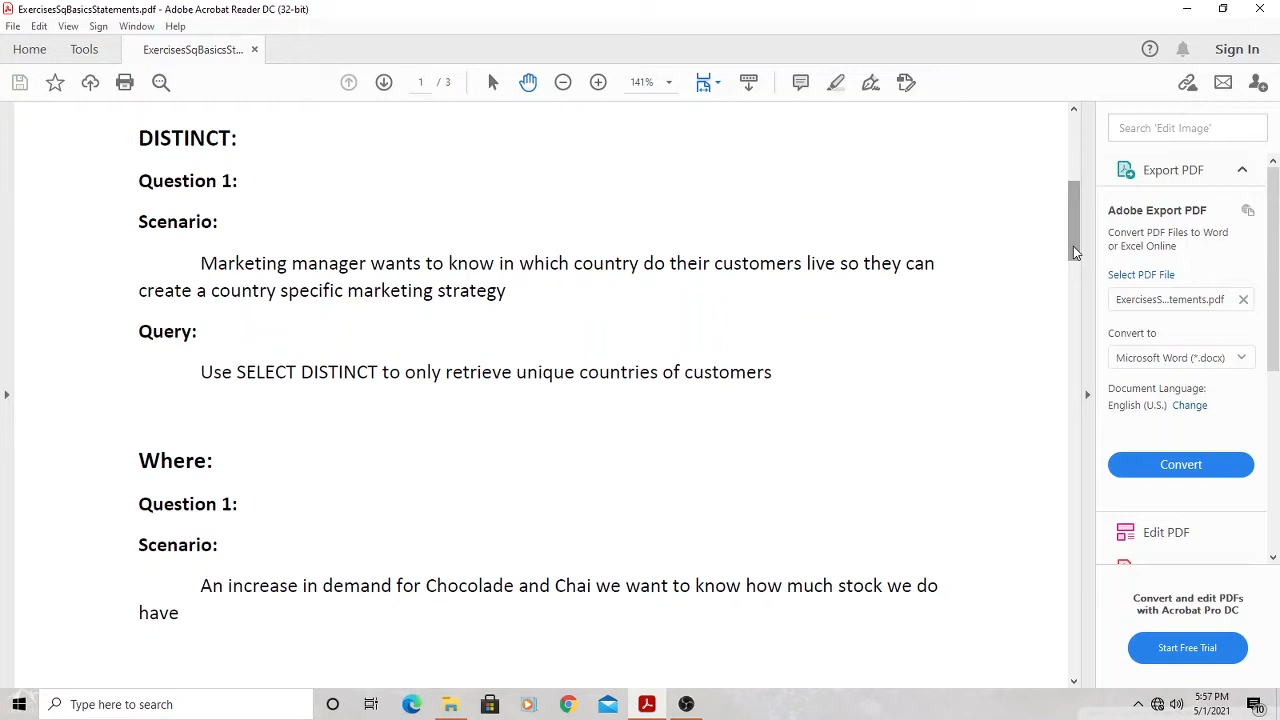 ExercisesSqBasicsStatements.pdf - Adobe Acrobat Reader DC (32-bit)
File Edit View Sign Window Help
Home Tools ExercisesSqBasicsSt... Sign In
1 / 3 141%
DISTINCT:
Question 1:
Scenario:
Marketing manager wants to know in which country do their customers live so they can
create a country specific marketing strategy
Query:
Use SELECT DISTINCT to only retrieve unique countries of customers
Where:
Question 1:
Scenario:
An increase in demand for Chocolade and Chai we want to know how much stock we do
have
Search 'Edit Image'
Export PDF
Adobe Export PDF
Convert PDF Files to Word
or Excel Online
Select PDF File
ExercisesS...tements.pdf
Convert to
Microsoft Word (*.docx)
Document Language:
English (U.S.) Change
Convert
Edit PDF
Convert and edit PDFs
with Acrobat Pro DC
Start Free Trial
Type here to search
5:57 PM
5/1/2021